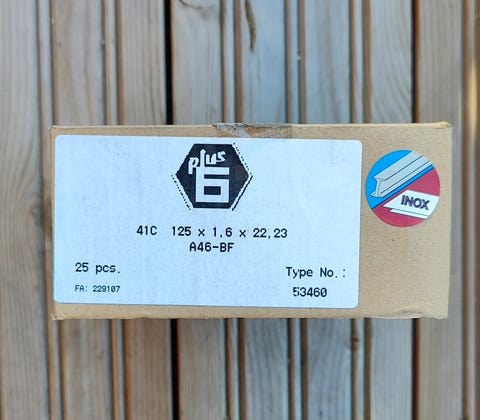 plus
6
INOX
41C 125 x 1,6 x 22,23
A46-BF
25 pcs.
Type No.:
FA: 229107
53460